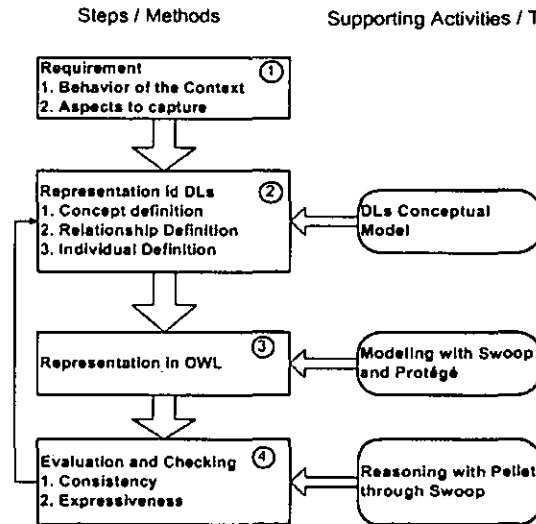 Steps / Methods
Supporting Activities / T
Requirement
①
1. Behavior of the Context
2. Aspects to capture
Representation id DLs
②
1. Concept definition
2. Relationship Definition
3. Individual Definition
DLs Conceptual
Model
Representation in OWL
③
Modeling with Swoop
and Protégé
Evaluation and Checking
④
1. Consistency
2. Expressiveness
Reasoning with Pellet
through Swoop